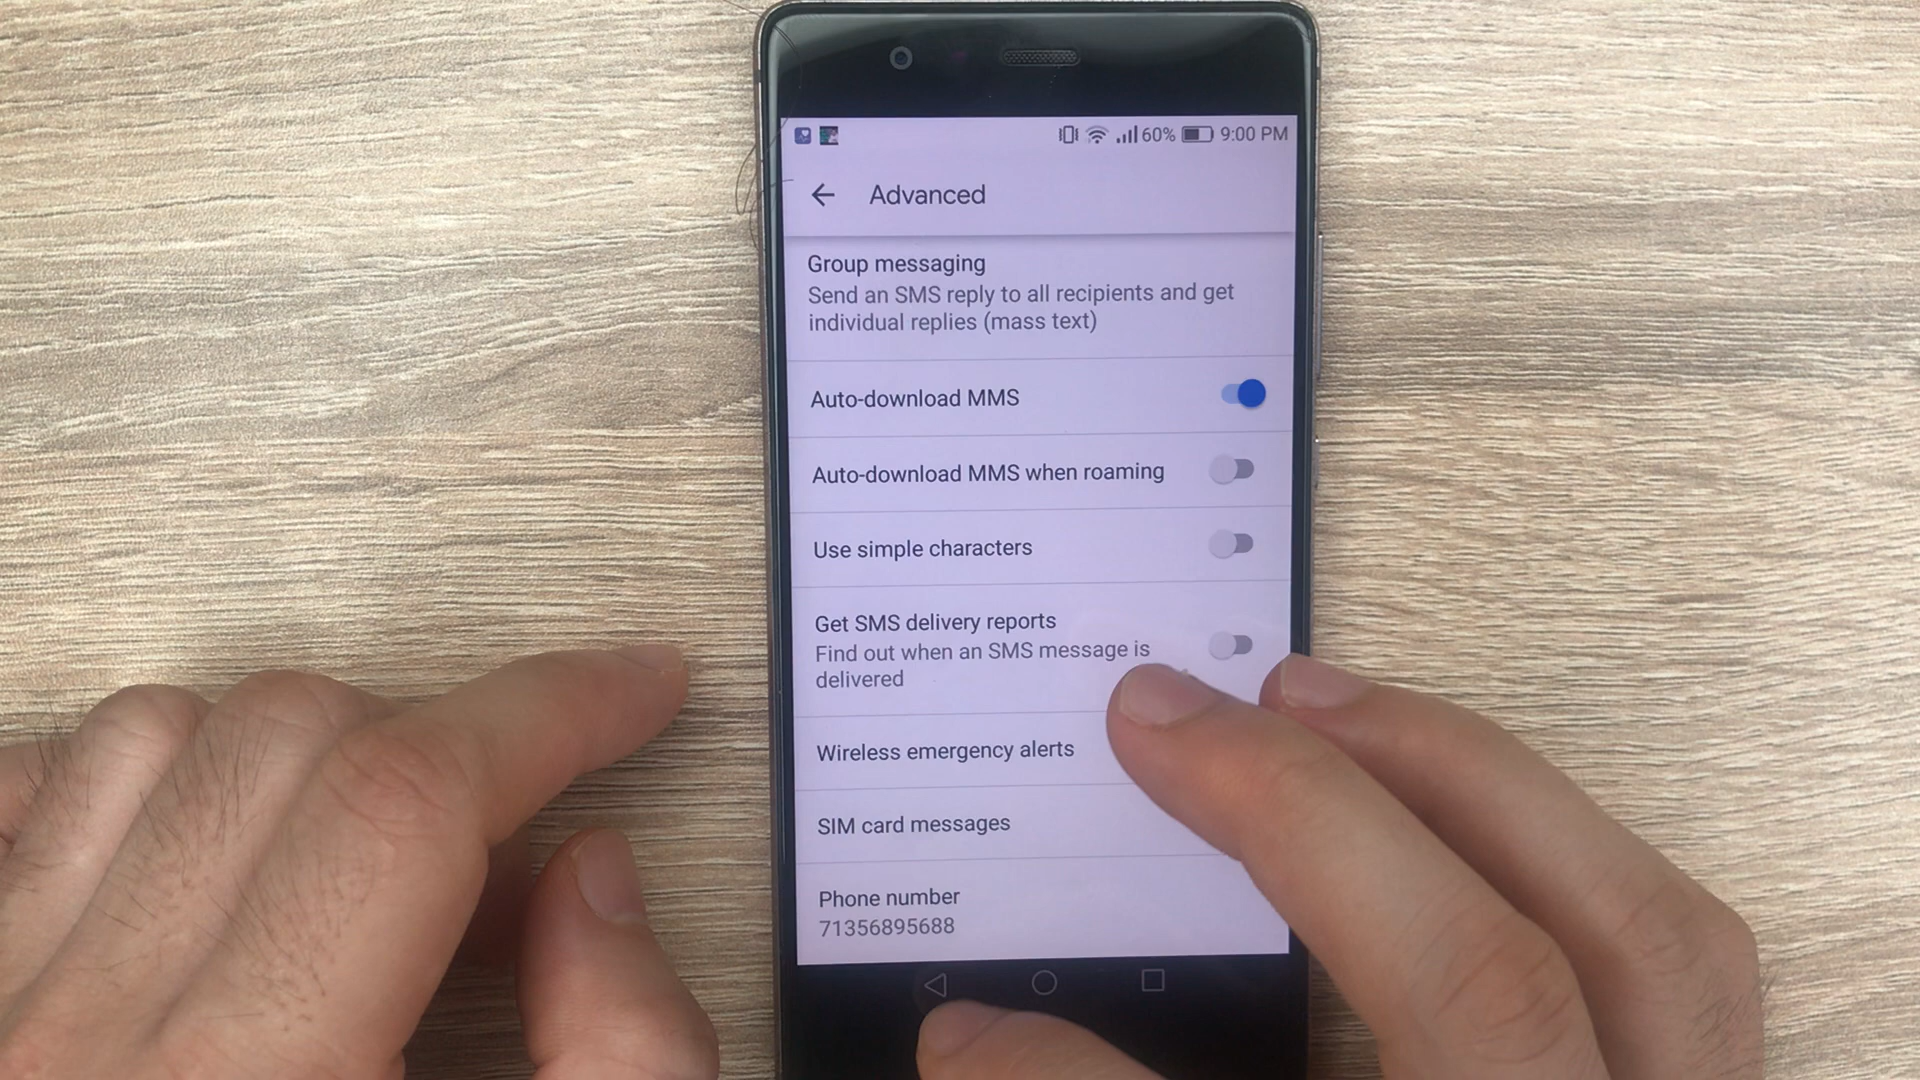 60% 9:00 PM
Advanced
Group messaging
Send an SMS reply to all recipients and get
individual replies (mass text)
Auto-download MMS
Auto-download MMS when roaming
Use simple characters
Get SMS delivery reports
Find out when an SMS message is
delivered
Wireless emergency alerts
SIM card messages
Phone number
71356895688